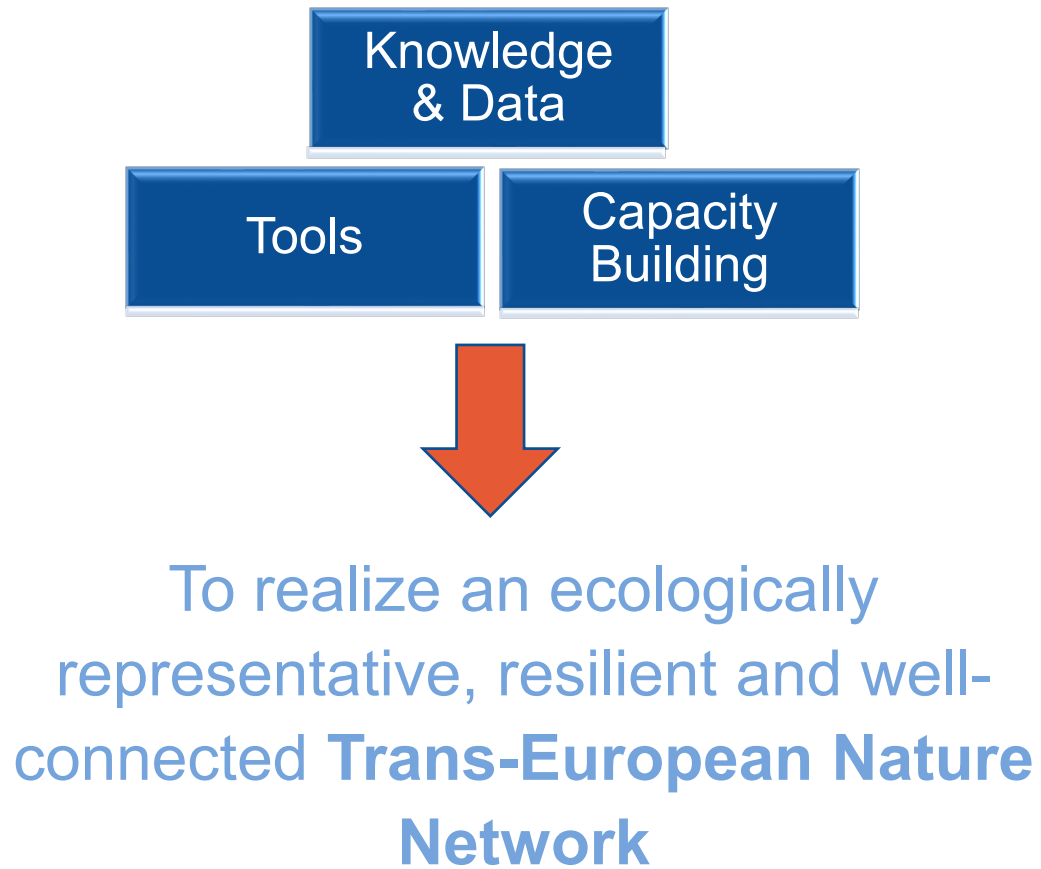 Knowledge
& Data
Tools
Capacity
Building
To realize an ecologically
representative, resilient and well-
connected Trans-European Nature
Network